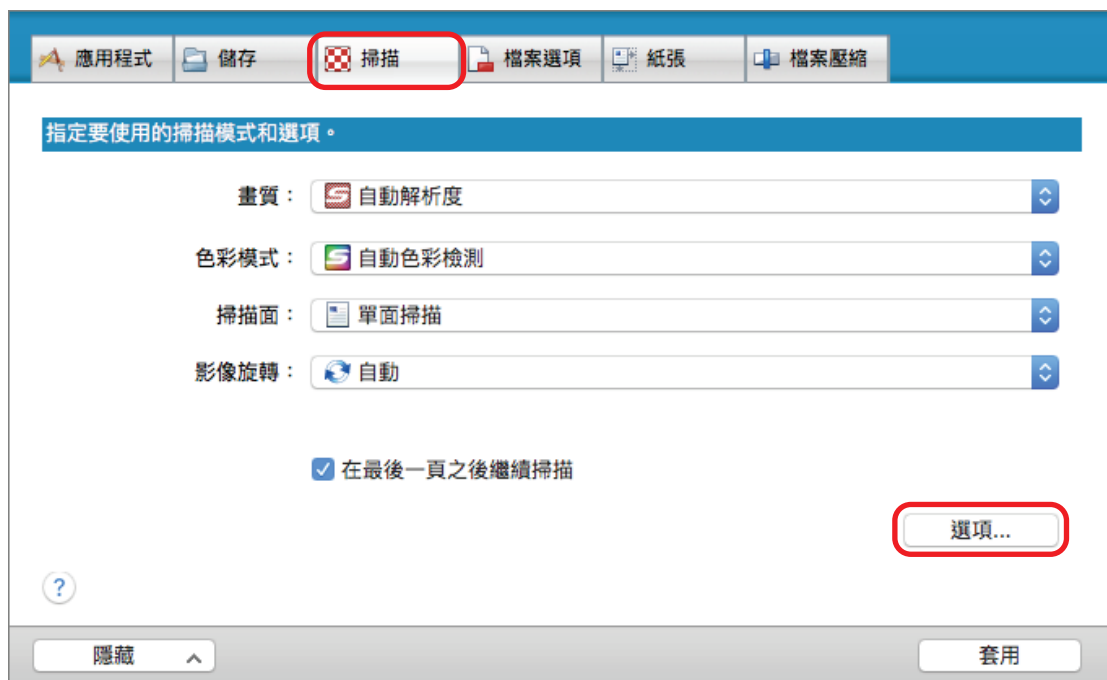 應用程式 儲存 掃描 檔案選項 紙張 檔案壓縮
指定要使用的掃描模式和選項。
畫質： 自動解析度
色彩模式： 自動色彩檢測
掃描面： 單面掃描
影像旋轉： 自動
在最後一頁之後繼續掃描
選項...
?
隱藏 套用